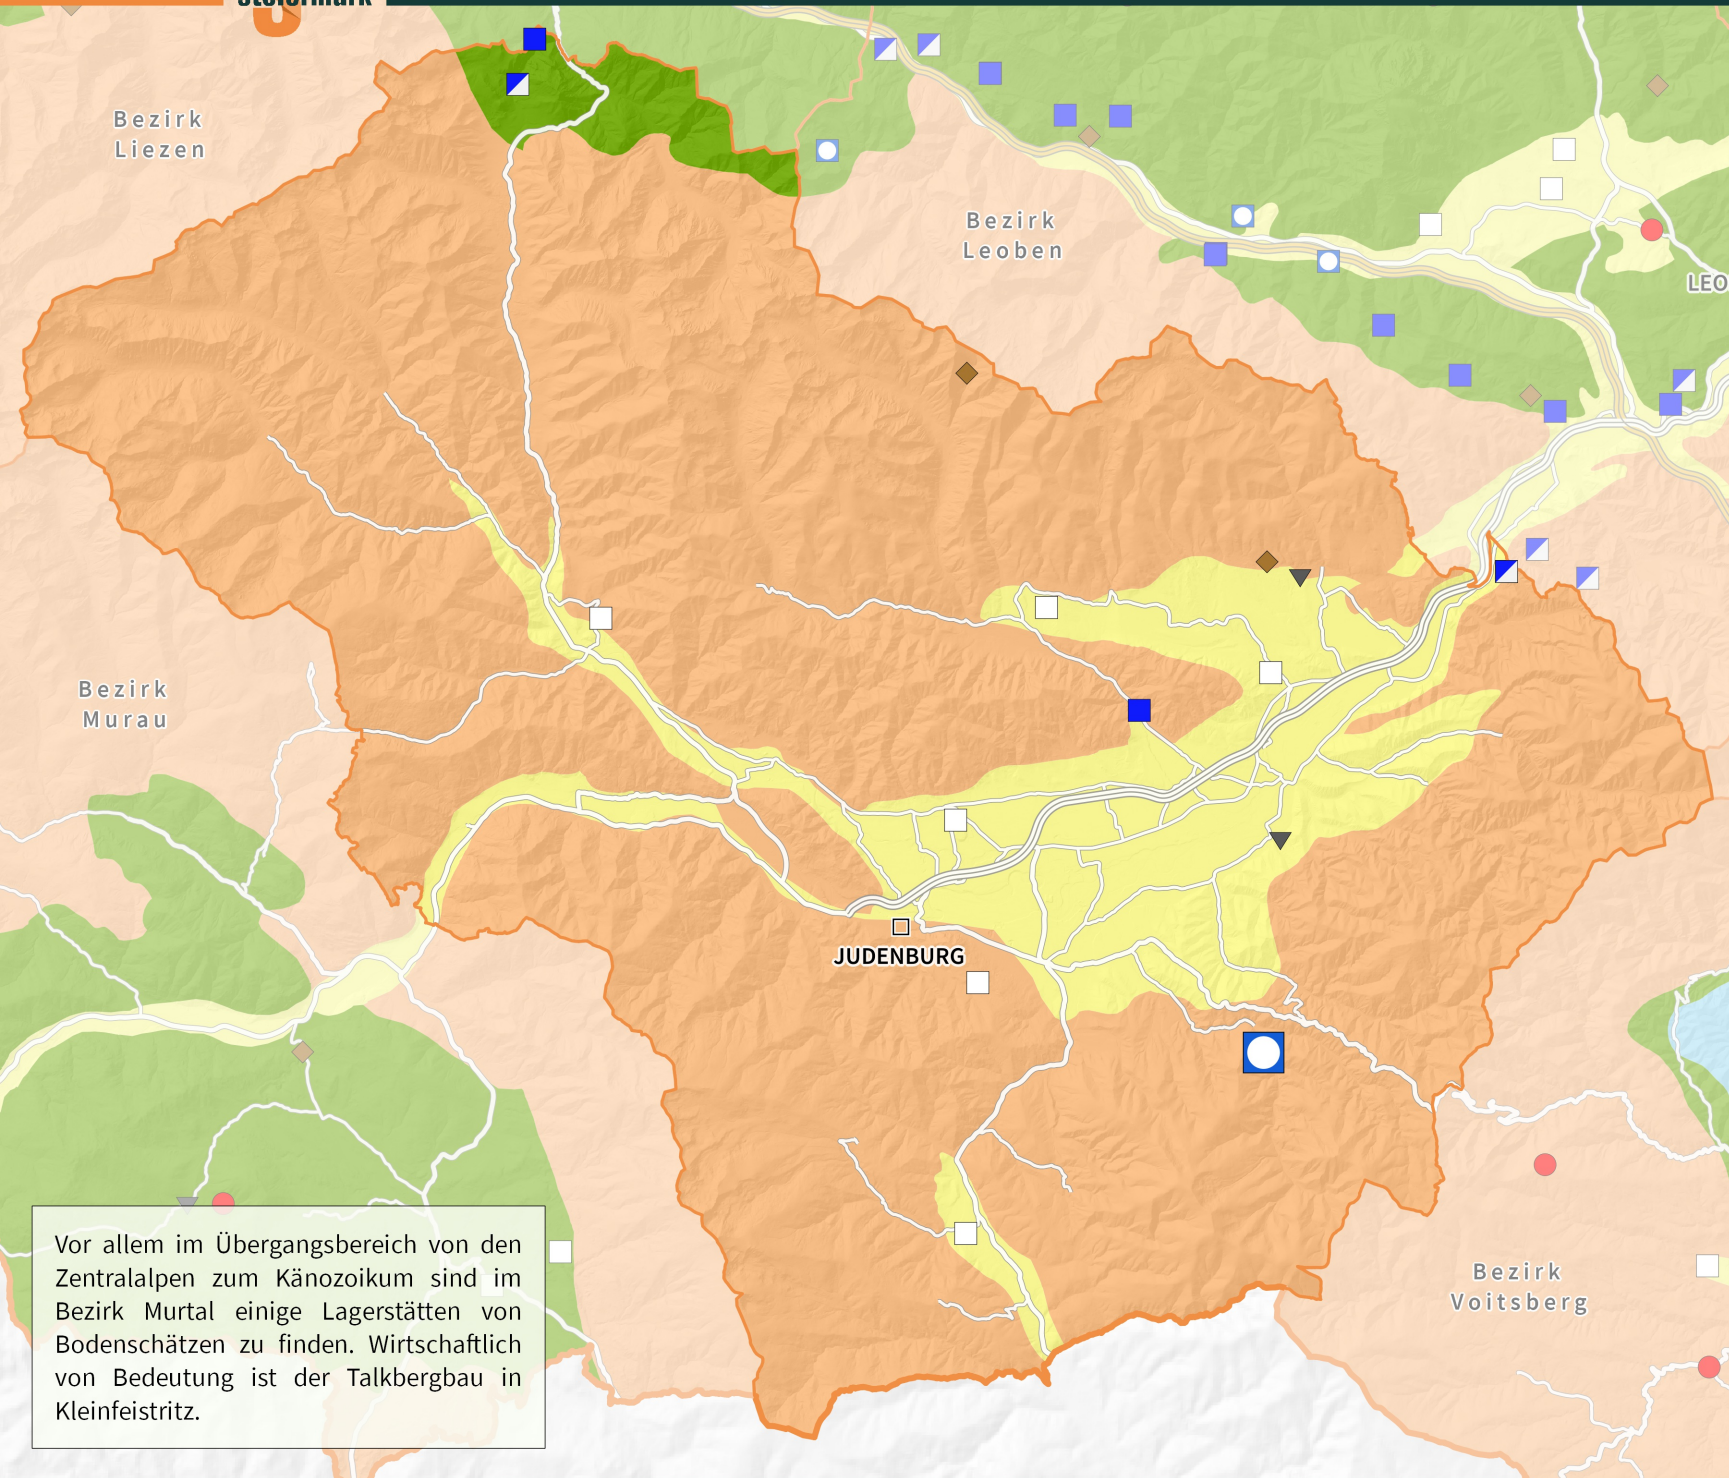 Steiermark
Bezirk
Liezen
Bezirk
Leoben
LEO
Bezirk
Murau
JUDENBURG
Bezirk
Voitsberg
Vor allem im Übergangsbereich von den
Zentralalpen zum Känozoikum sind im
Bezirk Murtal einige Lagerstätten von
Bodenschätzen zu finden. Wirtschaftlich
von Bedeutung ist der Talkbergbau in
Kleinfeistritz.